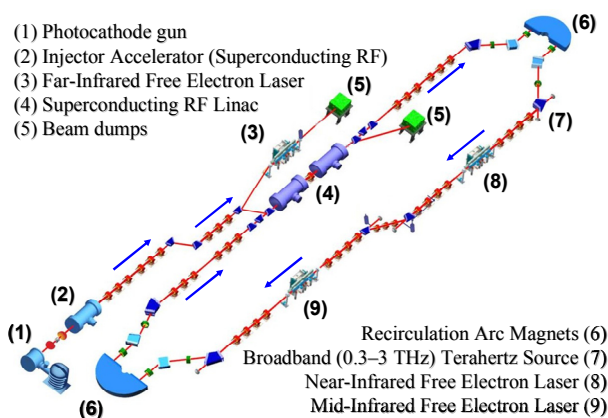 (1) Photocathode gun
(2) Injector Accelerator (Superconducting RF)
(3) Far-Infrared Free Electron Laser
(4) Superconducting RF Linac
(5) Beam dumps
(6)
(5)
(3)
(5)
(7)
(4)
(8)
(2)
(9)
(1)
(6)
Recirculation Arc Magnets (6)
Broadband (0.3–3 THz) Terahertz Source (7)
Near-Infrared Free Electron Laser (8)
Mid-Infrared Free Electron Laser (9)